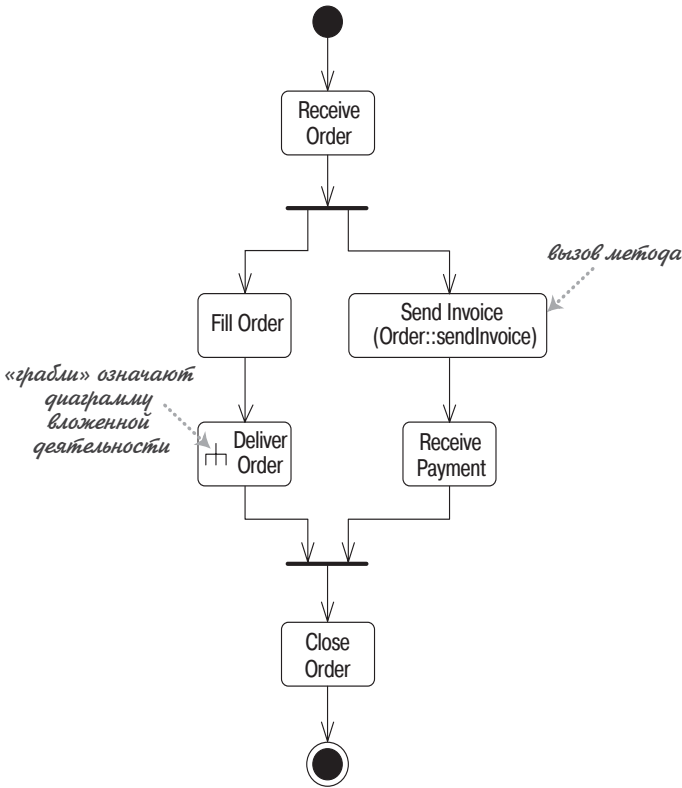 Receive
Order
вызов метода
Fill Order
Send Invoice
(Order::sendInvoice)
«грабли» означают
диаграмму
вложенной
деятельности
Deliver
Order
Receive
Payment
Close
Order